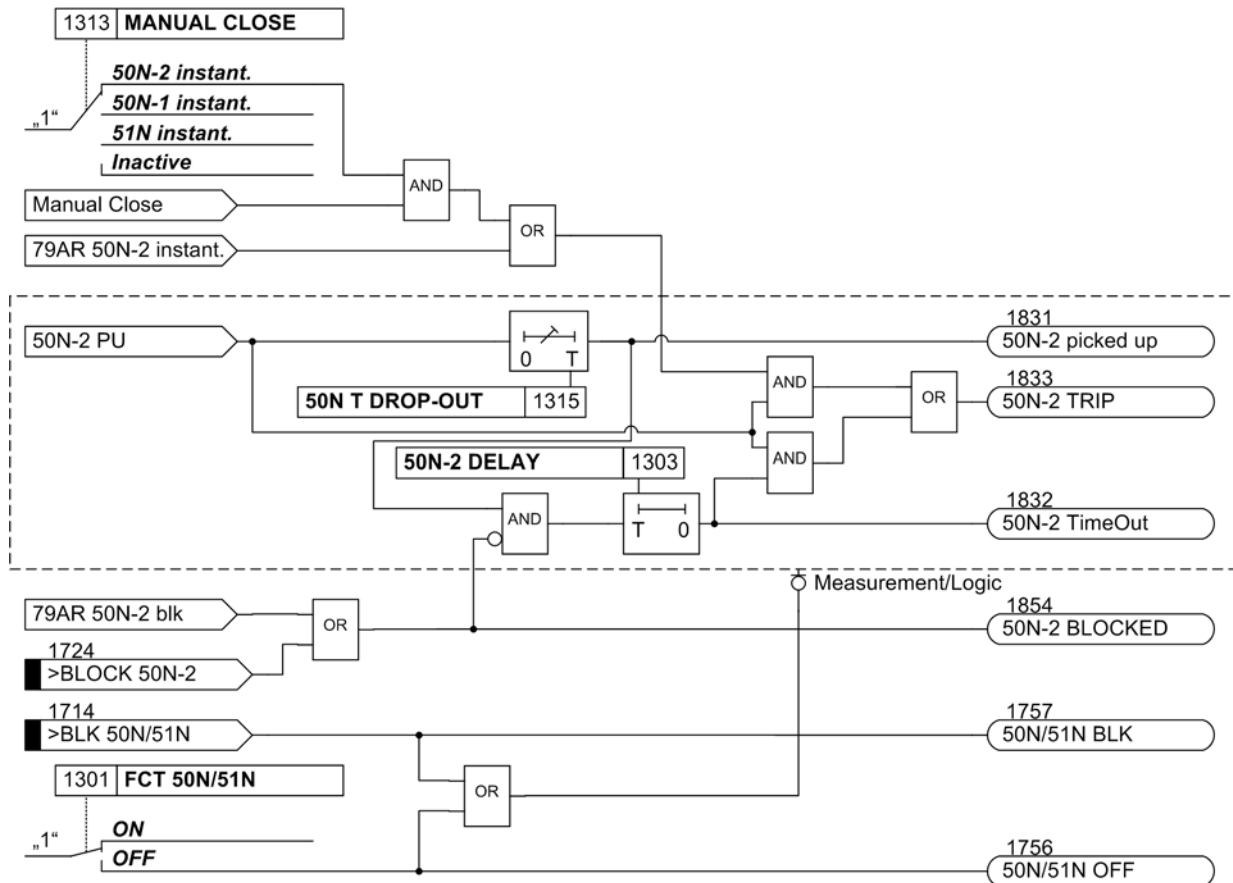 1313 MANUAL CLOSE
50N-2 instant.
50N-1 instant.
„1“
51N instant.
Inactive
AND
Manual Close
OR
79AR 50N-2 instant.
1831
50N-2 PU
50N-2 picked up
0 T
AND
1833
50N T DROP-OUT 1315
OR
50N-2 TRIP
50N-2 DELAY 1303
AND
1832
AND
T 0
50N-2 TimeOut
Measurement/Logic
1854
79AR 50N-2 blk
OR
50N-2 BLOCKED
1724
>BLOCK 50N-2
1714
1757
>BLK 50N/51N
50N/51N BLK
1301 FCT 50N/51N
OR
ON
„1“
OFF
1756
50N/51N OFF